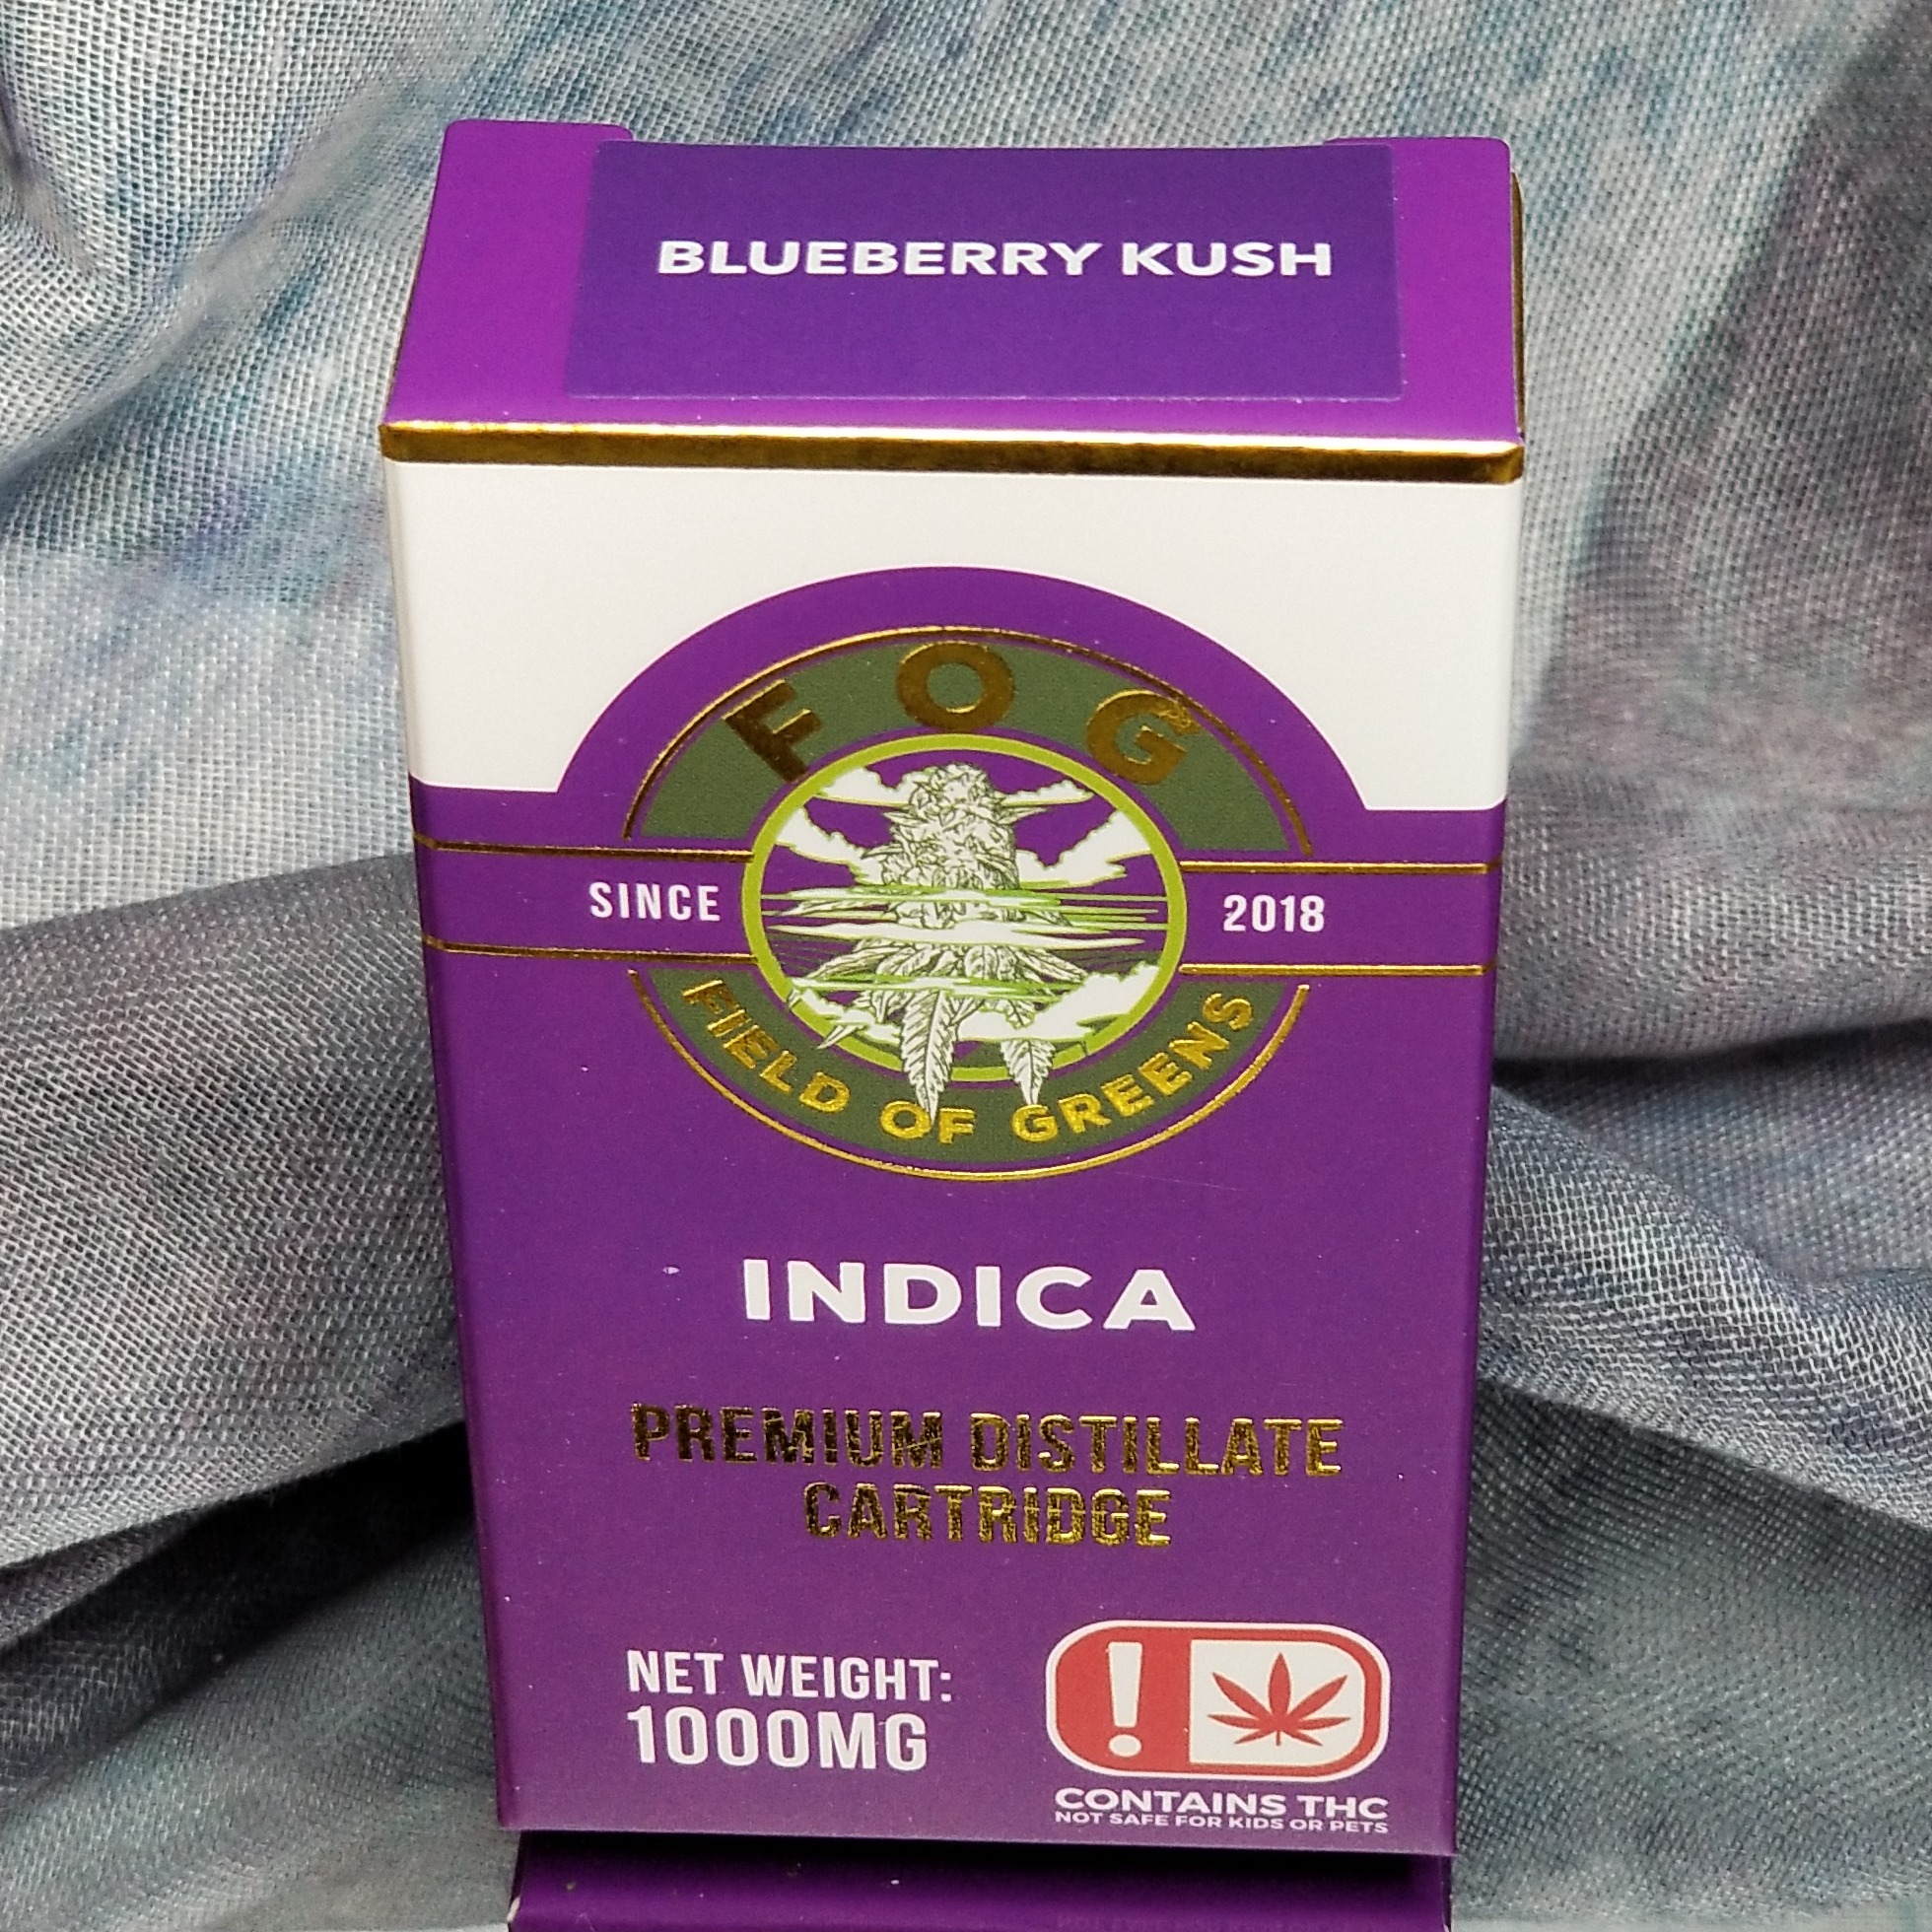 BLUEBERRY KUSH
FOG
SINCE 2018
FIELD OF GREENS
INDICA
PREMIUM DISTILLATE
CARTRIDGE
NET WEIGHT:
1000MG
CONTAINS THC
NOT SAFE FOR KIDS OR PETS